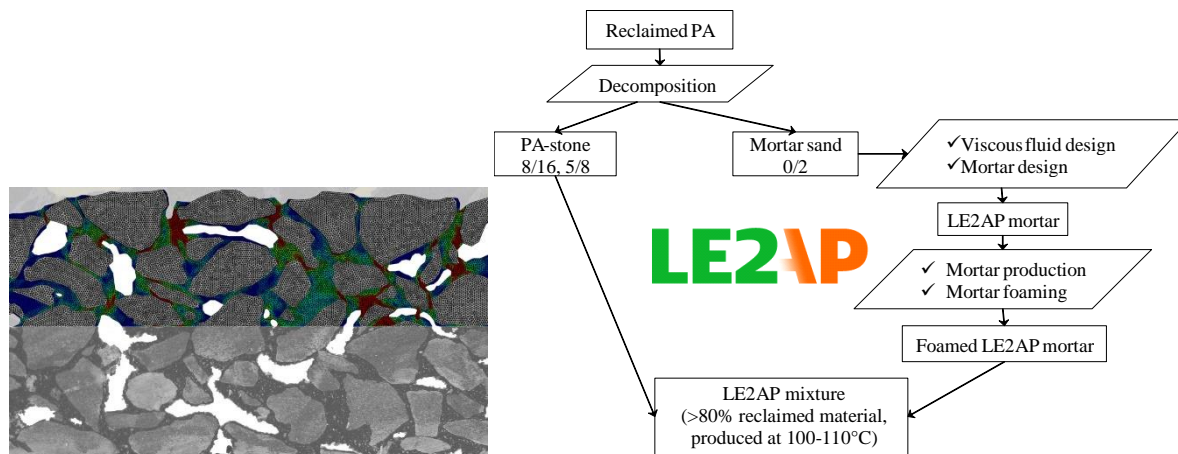 Reclaimed PA
Decomposition
PA-stone
8/16, 5/8
Mortar sand
0/2
✓Viscous fluid design
✓Mortar design
LE2AP mortar
LE2AP
✓ Mortar production
✓ Mortar foaming
Foamed LE2AP mortar
LE2AP mixture
(>80% reclaimed material,
produced at 100-110°C)